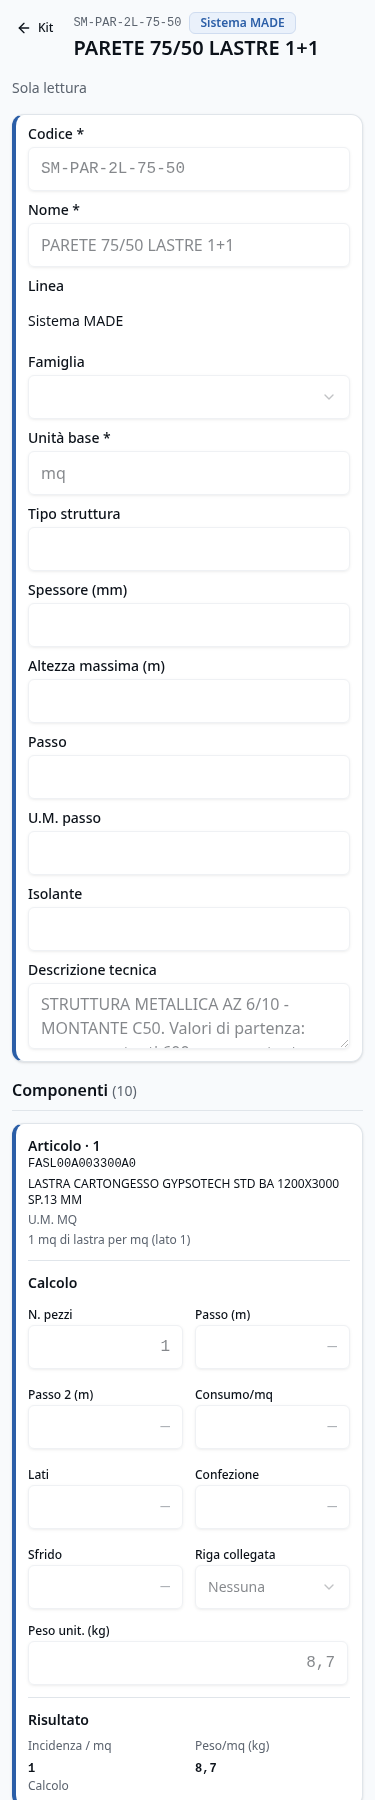 Kit
SM-PAR-2L-75-50
Sistema MADE
PARETE 75/50 LASTRE 1+1
Sola lettura
Codice *
SM-PAR-2L-75-50
Nome *
PARETE 75/50 LASTRE 1+1
Linea
Sistema MADE
Famiglia
Unità base *
mq
Tipo struttura
Spessore (mm)
Altezza massima (m)
Passo
U.M. passo
Isolante
Descrizione tecnica
STRUTTURA METALLICA AZ 6/10 -
MONTANTE C50. Valori di partenza:
Componenti (10)
Articolo · 1
FASL00A003300A0
LASTRA CARTONGESSO GYPSOTECH STD BA 1200X3000
SP.13 MM
U.M. MQ
1 mq di lastra per mq (lato 1)
Calcolo
N. pezzi
Passo (m)
1
—
Passo 2 (m)
Consumo/mq
—
—
Lati
Confezione
—
—
Sfrido
Riga collegata
—
Nessuna
Peso unit. (kg)
8,7
Risultato
Incidenza / mq
Peso/mq (kg)
1
8,7
Calcolo